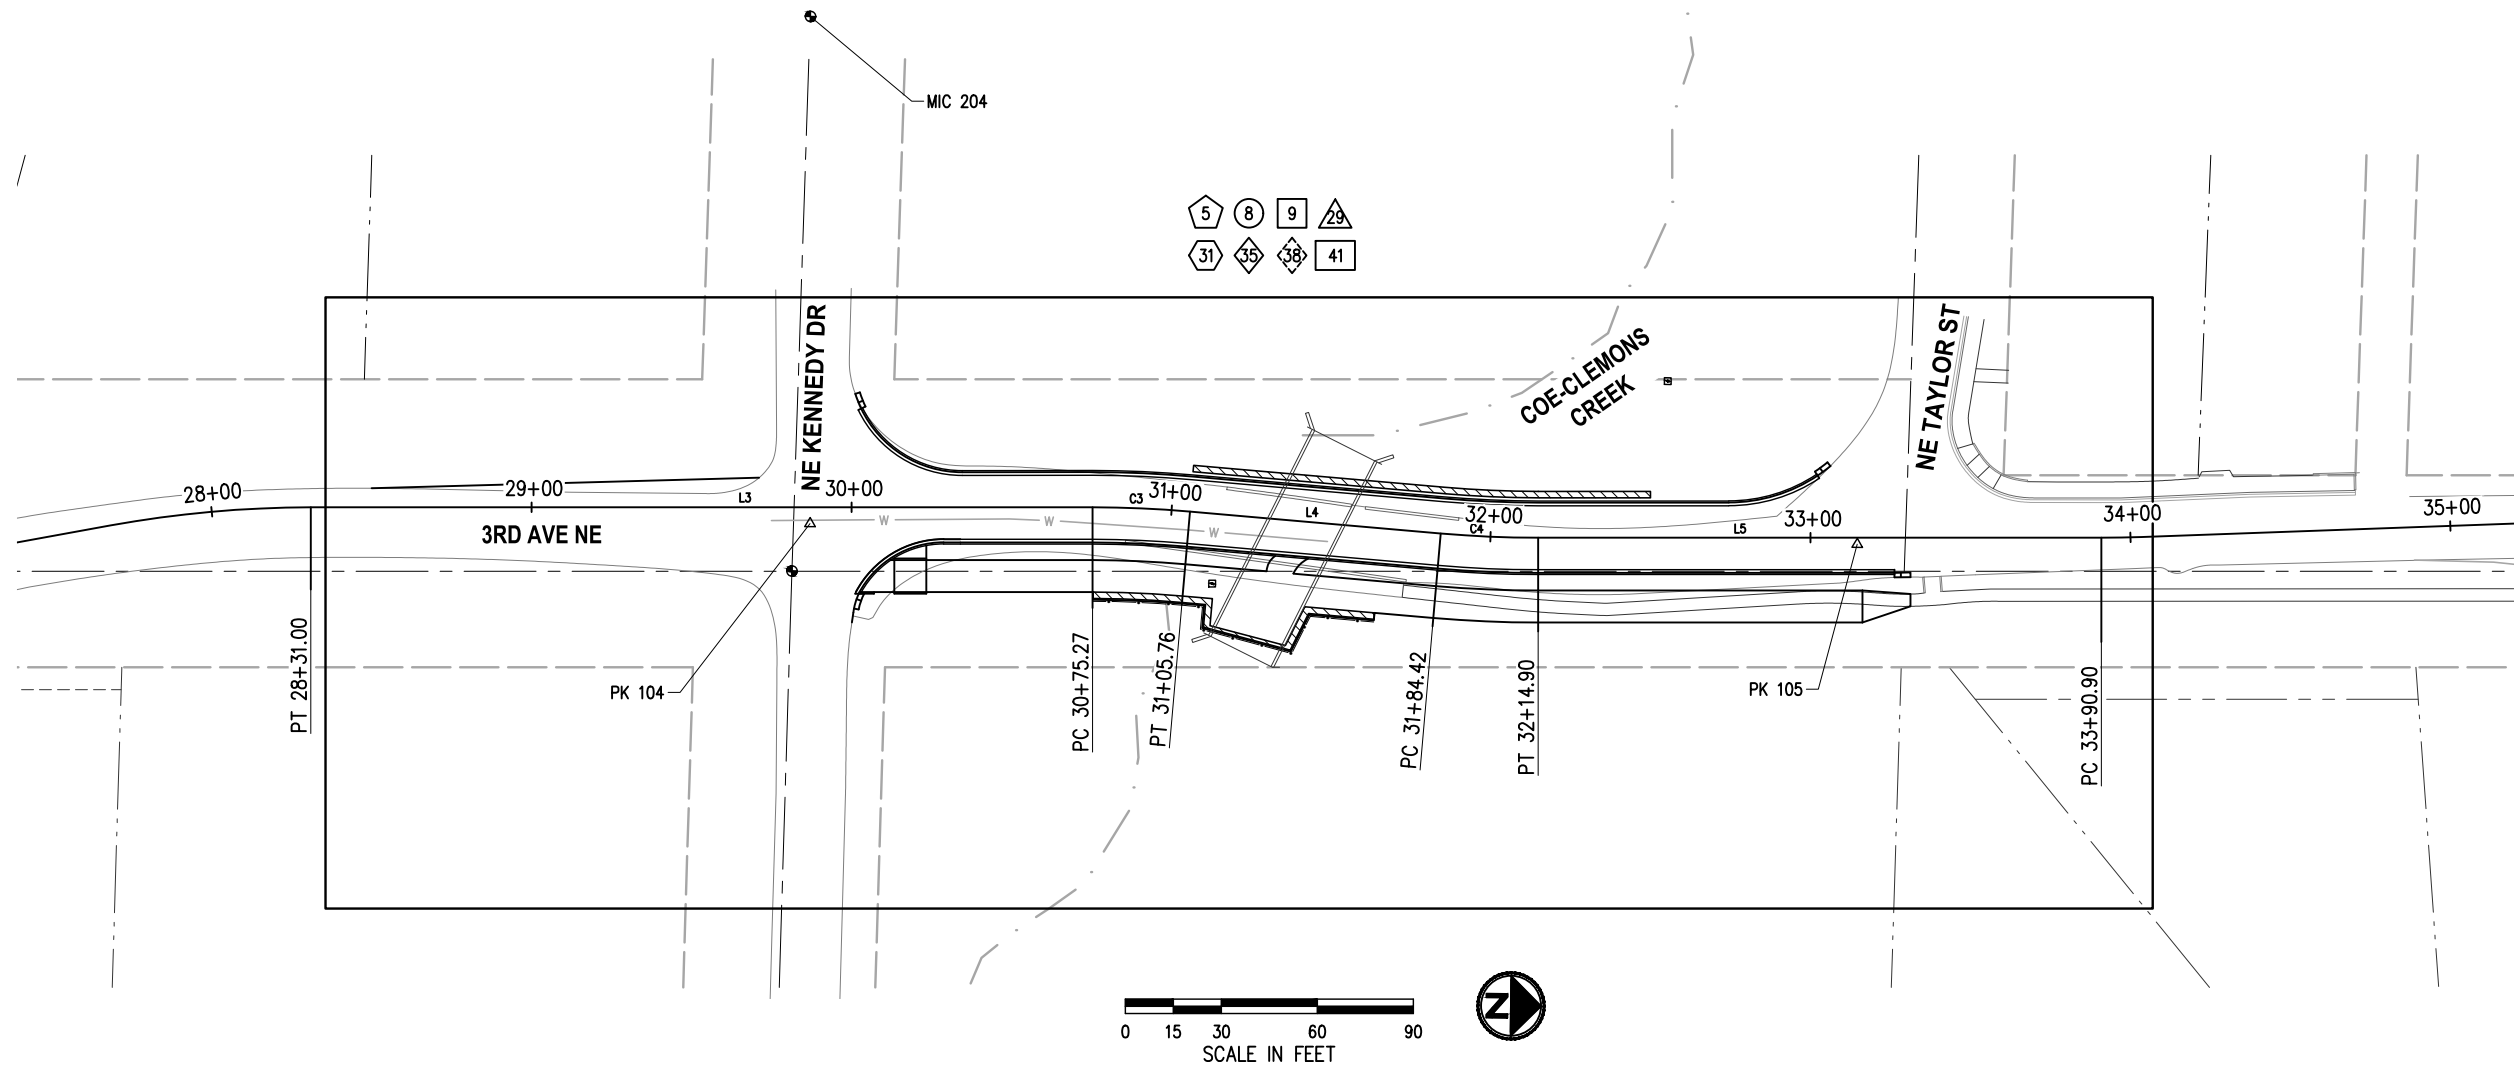 MIC 204
5 8 9 29
31 35 38 41
NE KENNEDY DR
COE-CLEMONS
CREEK
NE TAYLOR ST
28+00
29+00
L3
30+00
C3
31+00
L4
32+00
C4
L5
33+00
34+00
35+00
3RD AVE NE
W
W
W
PT 28+31.00
PK 104
PC 30+75.27
PT 31+05.76
PC 31+84.42
PT 32+14.90
PK 105
PC 33+90.90
0 15 30 60 90
SCALE IN FEET
N